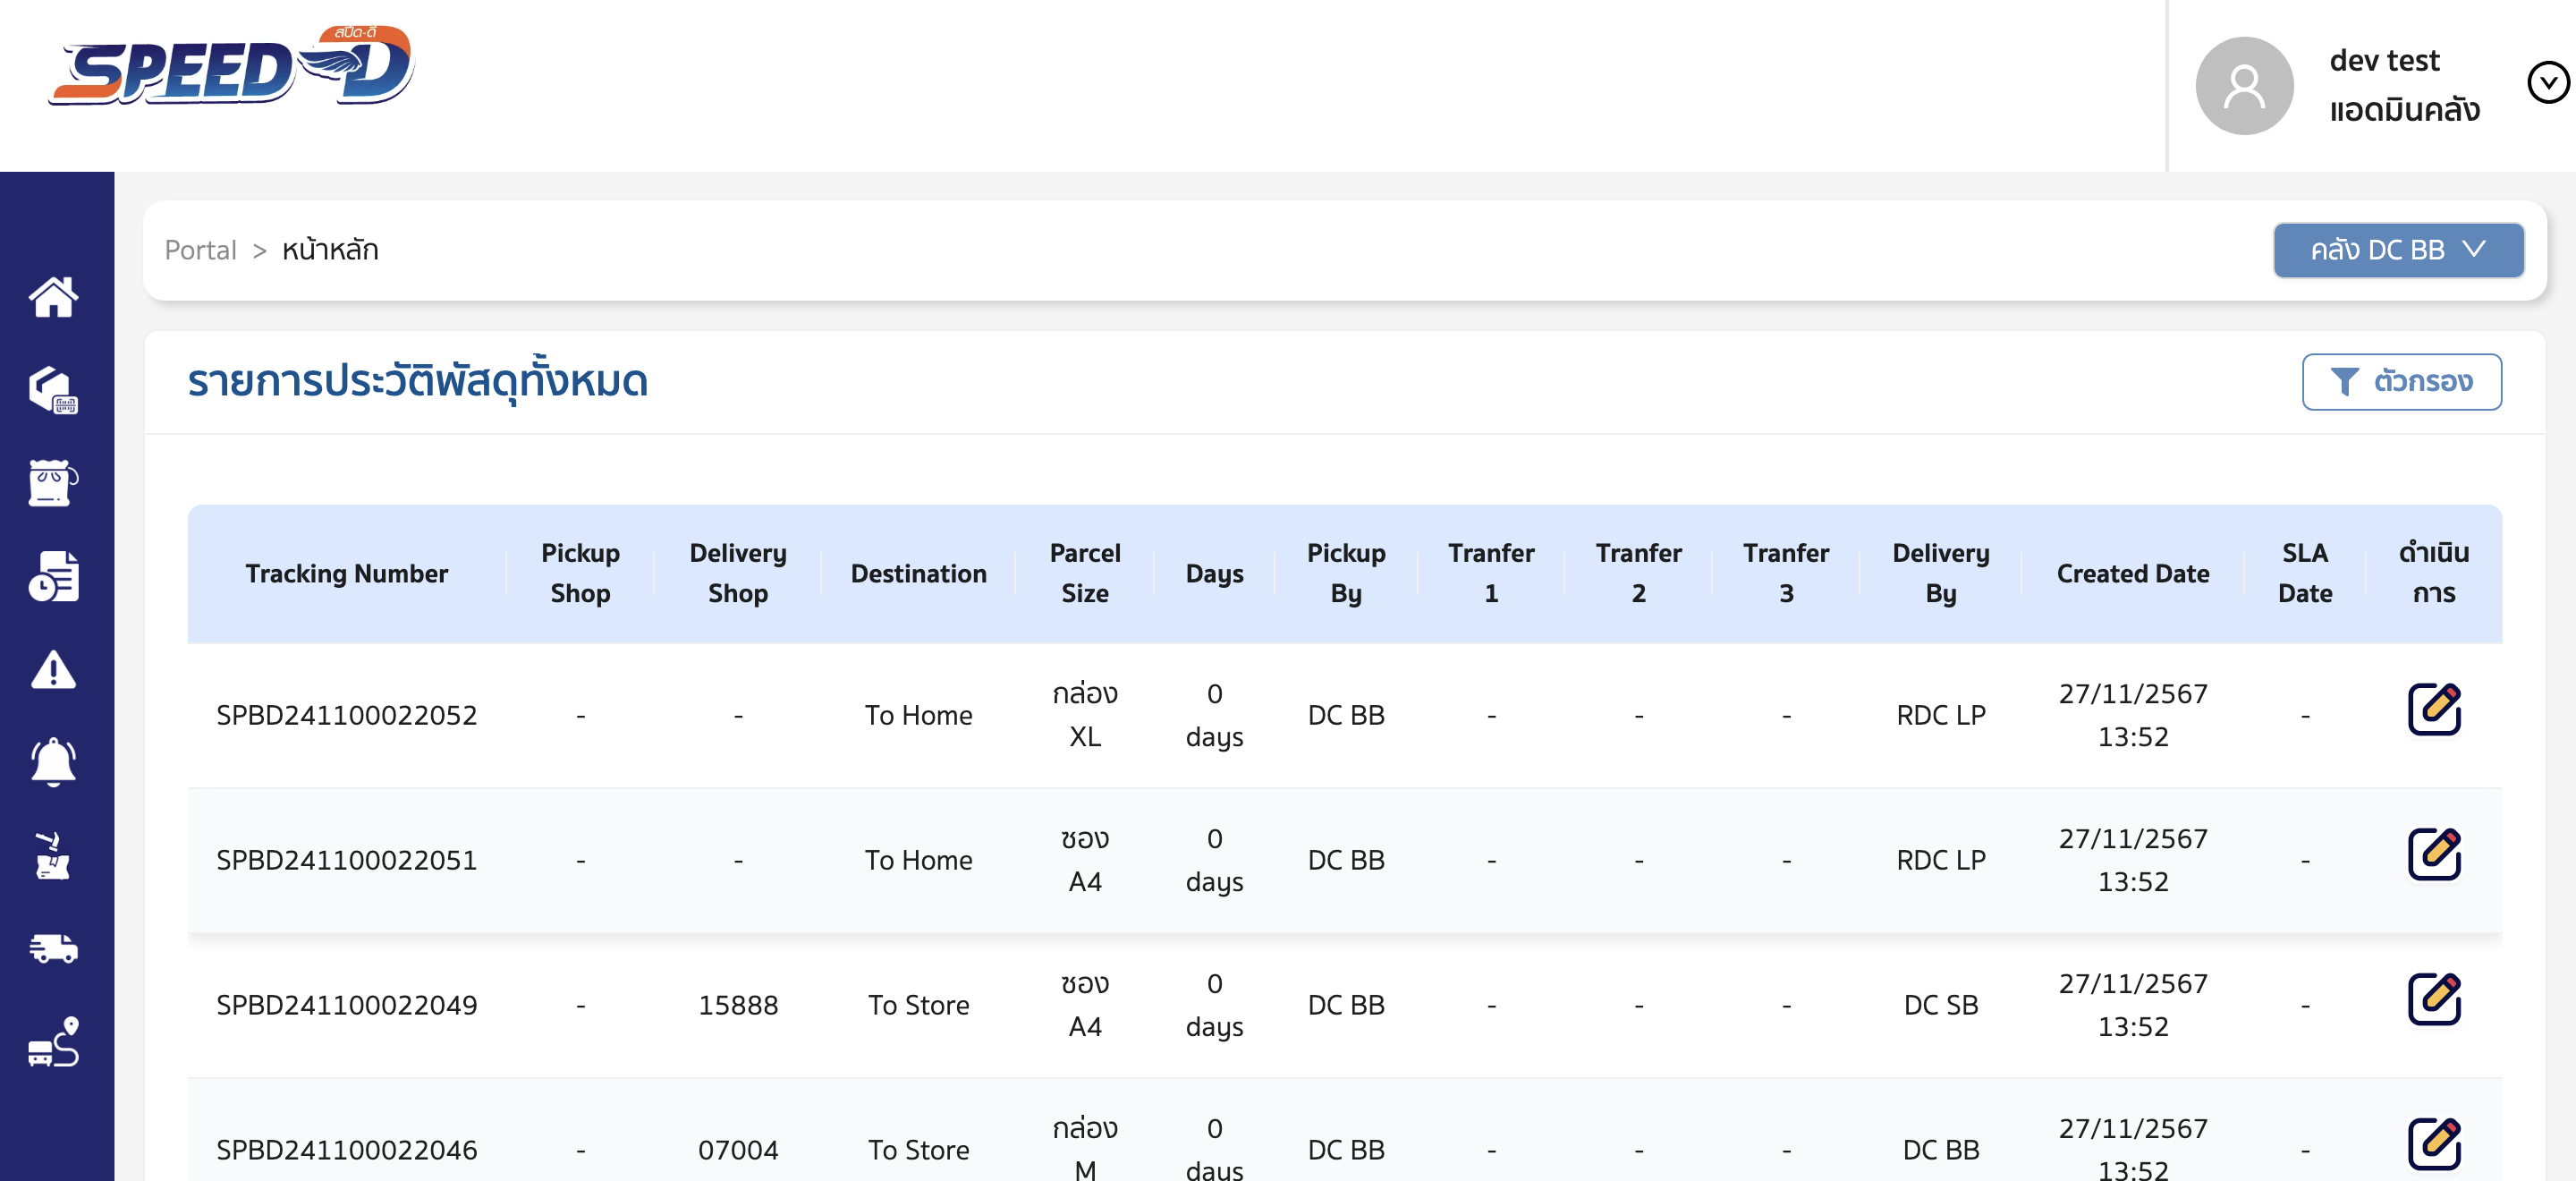 สปีด-ดี
SPEED-D
dev test
แอดมินคลัง
Portal > หน้าหลัก
คลัง DC BB
รายการประวัติพัสดุทั้งหมด
ตัวกรอง
Tracking Number Pickup Shop Delivery Shop Destination Parcel Size Days Pickup By Tranfer 1 Tranfer 2 Tranfer 3 Delivery By Created Date SLA Date ดำเนินการ
SPBD241100022052 - - To Home กล่อง XL 0 days DC BB - - - RDC LP 27/11/2567 13:52 -
SPBD241100022051 - - To Home ซอง A4 0 days DC BB - - - RDC LP 27/11/2567 13:52 -
SPBD241100022049 - 15888 To Store ซอง A4 0 days DC BB - - - DC SB 27/11/2567 13:52 -
SPBD241100022046 - 07004 To Store กล่อง M 0 days DC BB - - - DC BB 27/11/2567 13:52 -